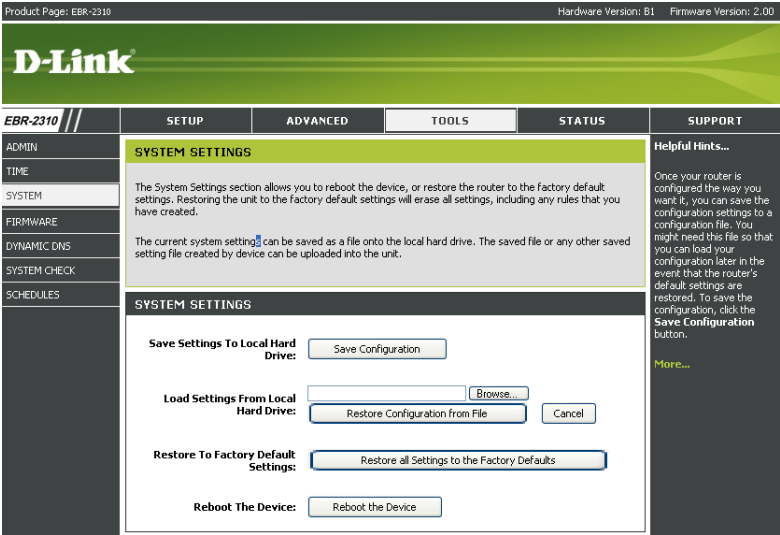 Product Page: EBR-2310
Hardware Version: B1 Firmware Version: 2.00
D-Link
EBR-2310
SETUP
ADVANCED
TOOLS
STATUS
SUPPORT
ADMIN
TIME
SYSTEM
FIRMWARE
DYNAMIC DNS
SYSTEM CHECK
SCHEDULES
SYSTEM SETTINGS
The System Settings section allows you to reboot the device, or restore the router to the factory default
settings. Restoring the unit to the factory default settings will erase all settings, including any rules that you
have created.
The current system settings can be saved as a file onto the local hard drive. The saved file or any other saved
setting file created by device can be uploaded into the unit.
SYSTEM SETTINGS
Save Settings To Local Hard
Drive:
Save Configuration
Load Settings From Local
Hard Drive:
Browse...
Restore Configuration from File
Cancel
Restore To Factory Default
Settings:
Restore all Settings to the Factory Defaults
Reboot The Device:
Reboot the Device
Helpful Hints...
Once your router is
configured the way you
want it, you can save the
configuration settings to a
configuration file. You
might need this file so that
you can load your
configuration later in the
event that the router's
default settings are
restored. To save the
configuration, click the
Save Configuration
button.
More...